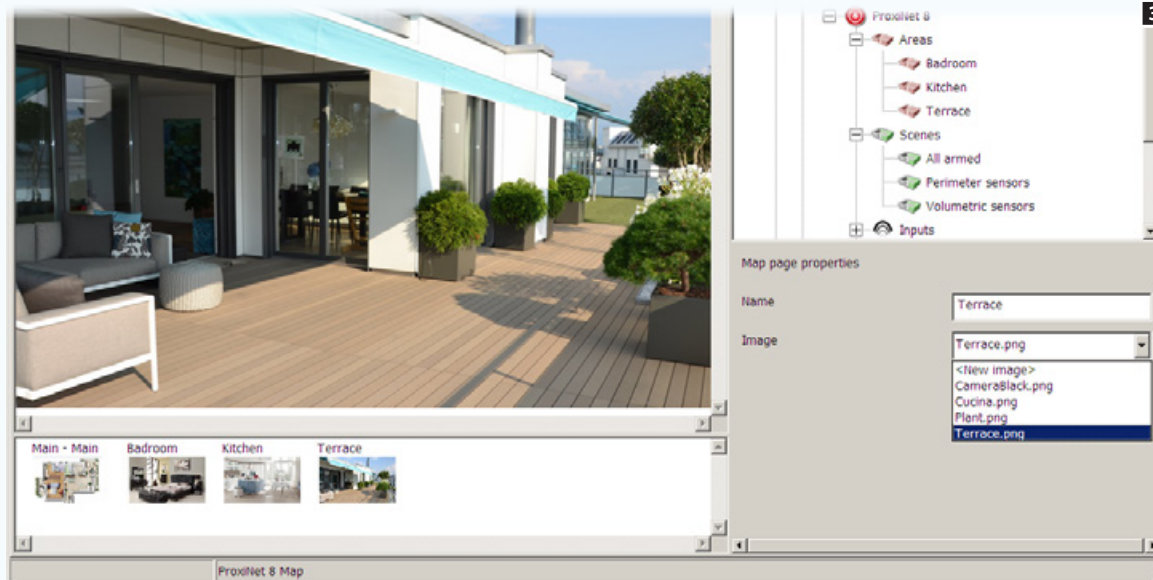 ProxiNet 8
Areas
Badroom
Kitchen
Terrace
Scenes
All armed
Perimeter sensors
Volumetric sensors
Inputs
Map page properties
Name
Terrace
Image
Terrace.png
<New image>
CameraBlack.png
Cucina.png
Plant.png
Terrace.png
Main - Main
Badroom
Kitchen
Terrace
ProxiNet 8 Map